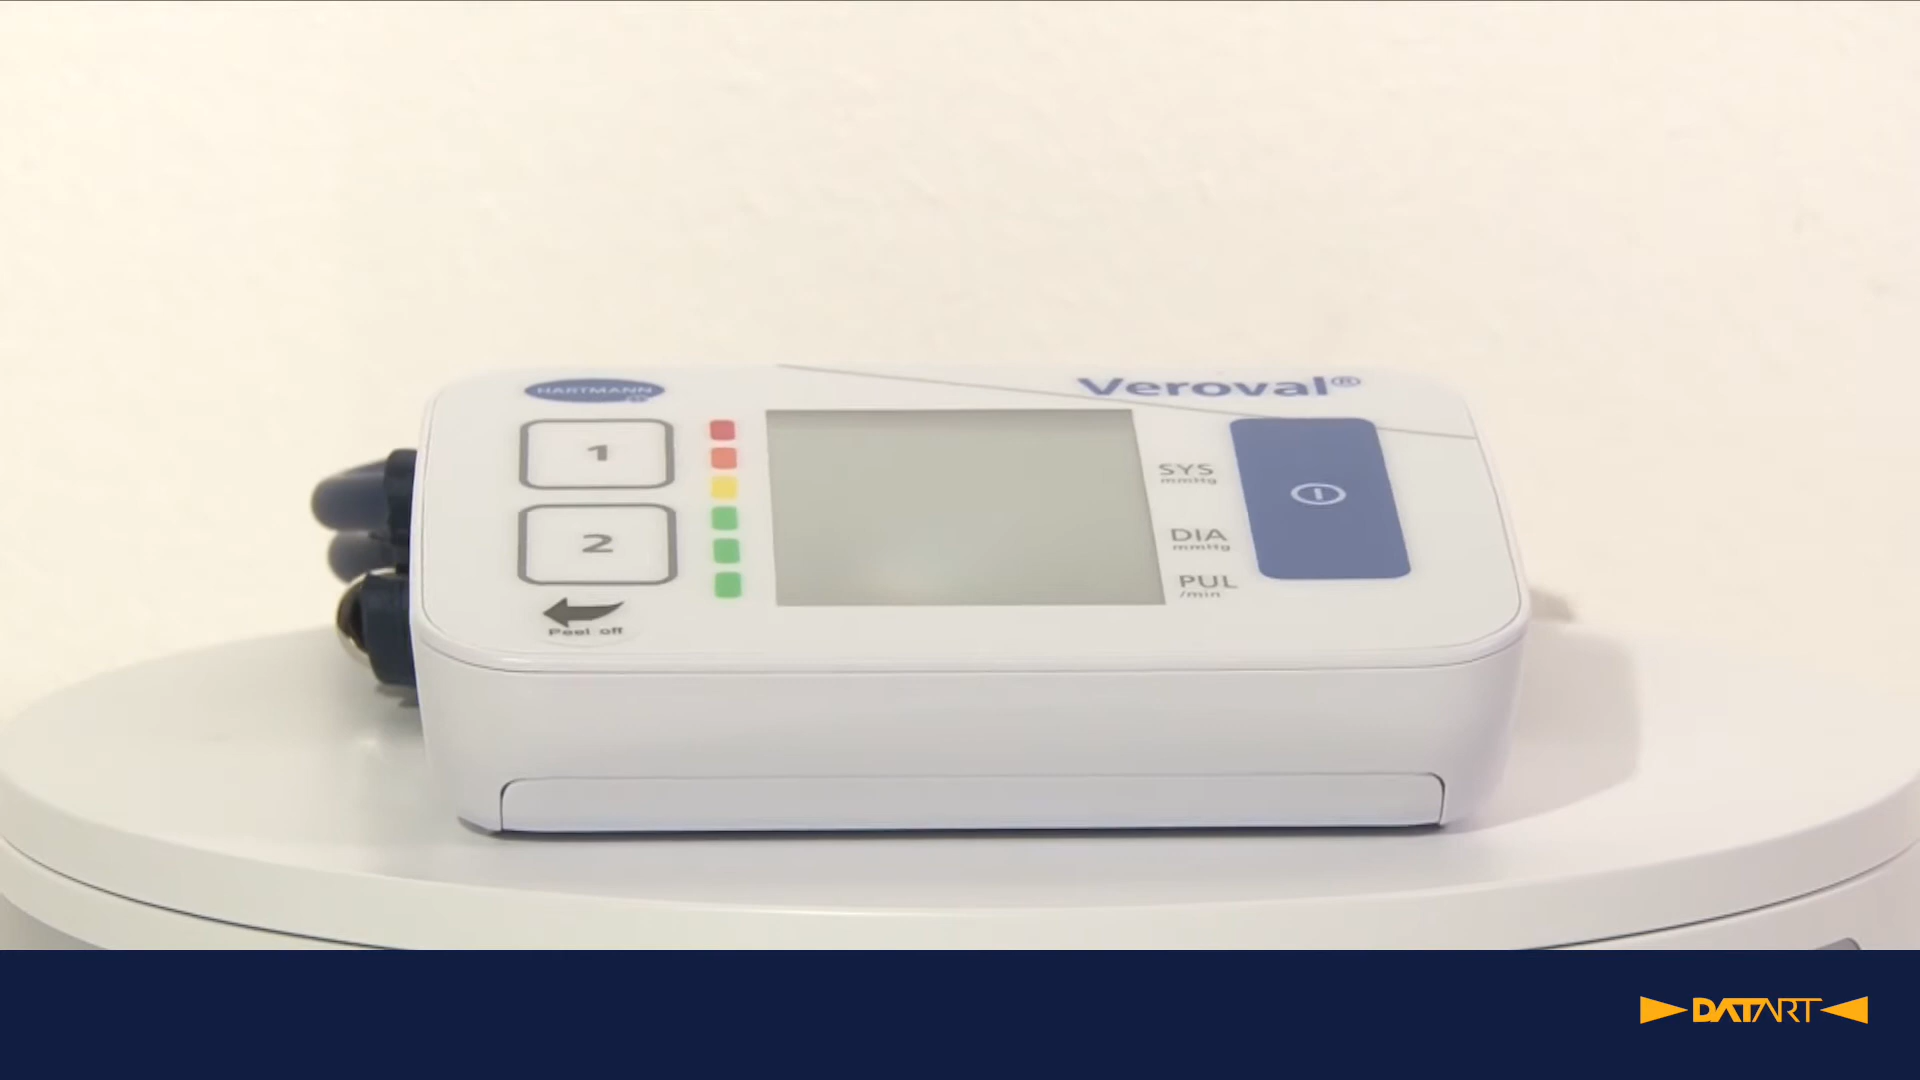 HARTMANN
Veroval®
1
2
SYS
mmHg
DIA
mmHg
PUL
/min
Peel off
DATART